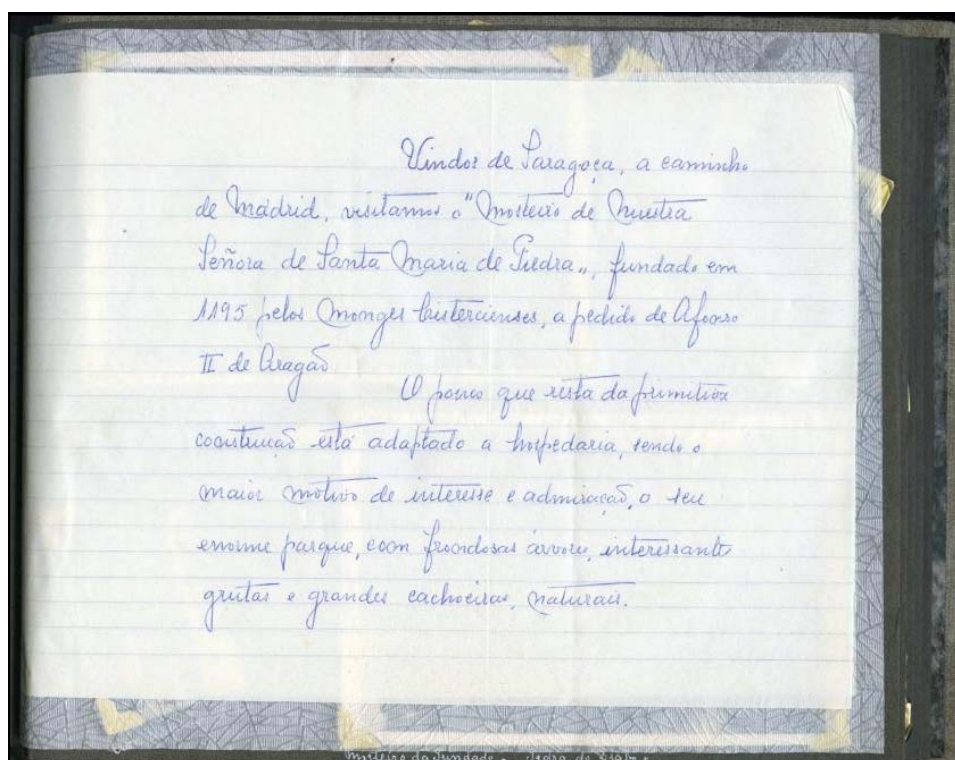 Vindos de Saragoça, a caminho
de Madrid, visitamos o "Mosteiro de Nuestra
Señora de Santa Maria de Piedra", fundado em
1195 pelos Monges Cistercienses, a pedido de Afonso
II de Aragão
O pouco que resta da primitiva
construcão está adaptado a hospedaria, sendo o
maior motivo de interesse e admiração, o seu
enorme parque, com frondosas árvores, interessantes
grutas e grandes cachoeiras, naturais.